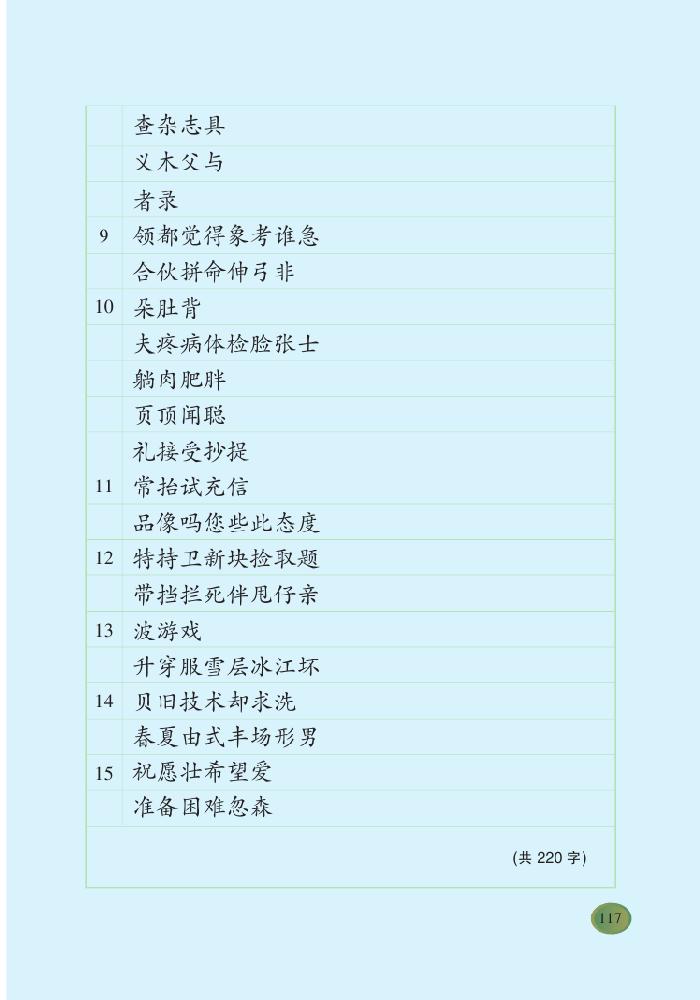 查杂志具
义木父与
者录
9 领都觉得象考谁急
合伙拼命伸弓非
10 朵肚背
夫疼病体检脸张士
躺肉肥胖
页顶闻聪
礼接受抄捉
11 常抬试充信
品像吗您些此态度
12 特持卫新块捡取题
带挡拦死伴甩仔亲
13 波游戏
升穿服雪层冰江坏
14 贝旧技术却求洗
春夏由式丰场形男
15 祝愿壮希望爱
准备困难忽森
(共 220 字)
117